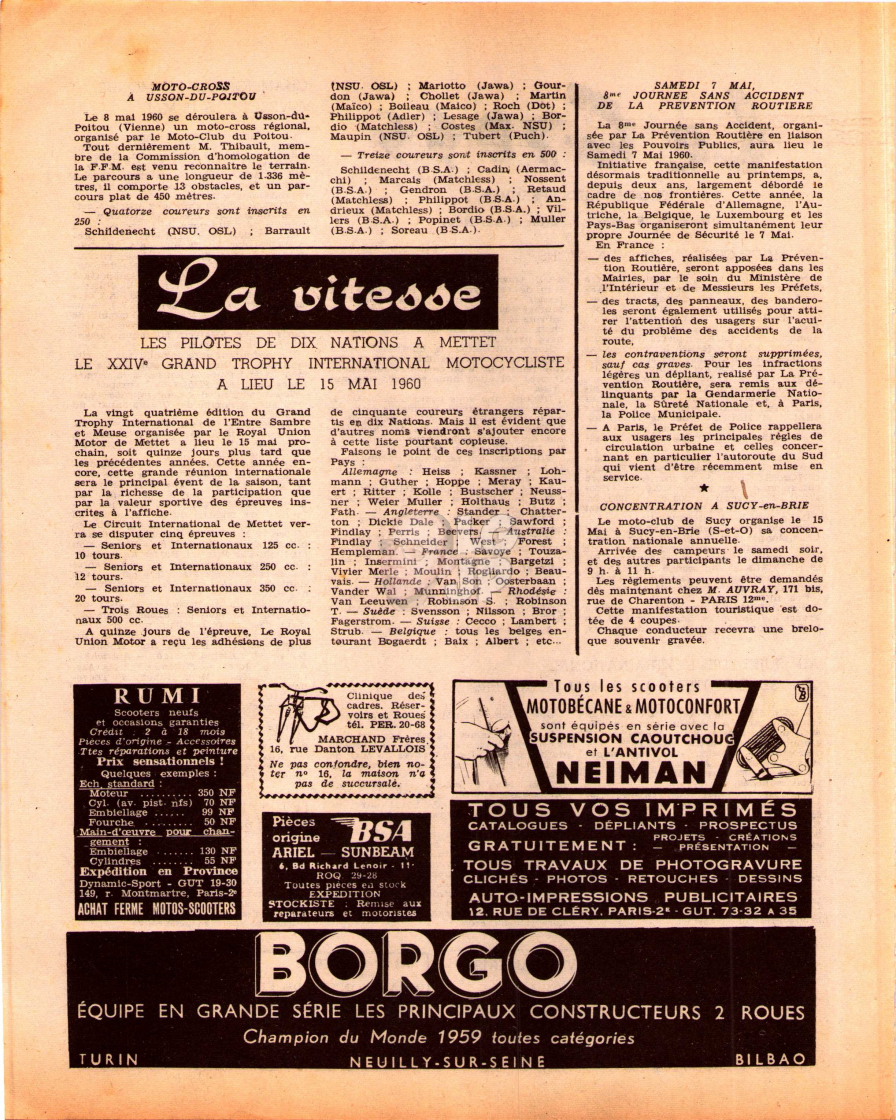 MOTO-CROSS
A USSON-DU-POITOU
Le 8 mai 1960 se déroulera à Usson-du-
Poitou (Vienne) un moto-cross régional,
organisé par le Moto-Club du Poitou.
Tout dernièrement M. Thibault, mem-
bre de la Commission d'homologation de
la F.F.M. est venu reconnaître le terrain.
Le parcours a une longueur de 1.336 mè-
tres, il comporte 13 obstacles, et un par-
cours plat de 450 mètres.
— Quatorze coureurs sont inscrits en
250 :
Schildenecht (NSU. OSL) ; Barrault
(NSU. OSL) ; Mariotto (Jawa) ; Gour-
don (Jawa) ; Chollet (Jawa) ; Martin
(Maïco) ; Boileau (Maico) ; Roch (Dot) ;
Philippot (Adler) ; Lesage (Jawa) ; Bor-
dio (Matchless) ; Costes (Max. NSU) ;
Maupin (NSU. OSL) ; Tubert (Puch).
— Treize coureurs sont inscrits en 500 :
Schildenecht (B.S.A.) ; Cadin (Aermac-
chi) ; Marcais (Matchless) ; Nossent
(B.S.A.) ; Gendron (B.S.A.) ; Retaud
(Matchless) ; Philippot (B.S.A.) ; An-
drieux (Matchless) ; Bordio (B.S.A.) ; Vil-
lers (B.S.A.) ; Popinet (B.S.A.) ; Muller
(B.S.A.) ; Soreau (B.S.A.).
La vitesse
LES PILOTES DE DIX NATIONS A METTET
LE XXIVe GRAND TROPHY INTERNATIONAL MOTOCYCLISTE
A LIEU LE 15 MAI 1960
La vingt quatrième édition du Grand
Trophy International de l'Entre Sambre
et Meuse organisée par le Royal Union
Motor de Mettet a lieu le 15 mai pro-
chain, soit quinze jours plus tard que
les précédentes années. Cette année en-
core, cette grande réunion internationale
sera le principal évent de la saison, tant
par la richesse de la participation que
par la valeur sportive des épreuves ins-
crites à l'affiche.
Le Circuit International de Mettet ver-
ra se disputer cinq épreuves :
— Seniors et Internationaux 125 cc. :
10 tours.
— Seniors et Internationaux 250 cc. :
12 tours.
— Seniors et Internationaux 350 cc. :
20 tours.
— Trois Roues : Seniors et Internatio-
naux 500 cc.
A quinze jours de l'épreuve, Le Royal
Union Motor a reçu les adhésions de plus
de cinquante coureurs étrangers répar-
tis en dix Nations. Mais il est évident que
d'autres noms viendront s'ajouter encore
à cette liste pourtant copieuse.
Faisons le point de ces inscriptions par
Pays :
Allemagne : Heiss ; Kassner ; Loh-
mann ; Guther ; Hoppe ; Meray ; Kau-
ert ; Ritter ; Kolle ; Bustscher ; Neuss-
ner ; Weier Muller ; Holthaus ; Butz ;
Fath. — Angleterre : Stander ; Chatter-
ton ; Dickie Dale ; Packer ; Sawford ;
Findlay ; Perris ; Beevers. — Australie :
Findlay ; Schneider ; West ; Forest ;
Hempleman. — France : Savoye ; Touza-
lin ; Insermini ; Montagne ; Bargetzi ;
Vivier Merle ; Moulin ; Rogliardo ; Beau-
vais. — Hollande : Van Son ; Oosterbaan ;
Vander Wal ; Munninghof. — Rhodésie :
Van Leeuwen ; Robinson S. ; Robinson
T. — Suède : Svensson ; Nilsson ; Bror ;
Fagerstrom. — Suisse : Cecco ; Lambert ;
Strub. — Belgique : tous les belges en-
tourant Bogaerdt ; Baix ; Albert ; etc...
SAMEDI 7 MAI,
8me JOURNEE SANS ACCIDENT
DE LA PREVENTION ROUTIERE
La 8me Journée sans Accident, organi-
sée par La Prévention Routière en liaison
avec les Pouvoirs Publics, aura lieu le
Samedi 7 Mai 1960.
Initiative française, cette manifestation
désormais traditionnelle au printemps, a,
depuis deux ans, largement débordé le
cadre de nos frontières. Cette année, la
République Fédérale d'Allemagne, l'Au-
triche, la Belgique, le Luxembourg et les
Pays-Bas organiseront simultanément leur
propre Journée de Sécurité le 7 Mai.
En France :
— des affiches, réalisées par La Préven-
tion Routière, seront apposées dans les
Mairies, par le soin du Ministère de
l'Intérieur et de Messieurs les Préfets,
— des tracts, des panneaux, des bandero-
les seront également utilisés pour atti-
rer l'attention des usagers sur l'acui-
té du problème des accidents de la
route,
— les contraventions seront supprimées,
sauf cas graves. Pour les infractions
légères un dépliant, realisé par La Pré-
vention Routière, sera remis aux dé-
linquants par la Gendarmerie Natio-
nale, la Sûreté Nationale et, à Paris,
la Police Municipale.
— A Paris, le Préfet de Police rappellera
aux usagers les principales règles de
circulation urbaine et celles concer-
nant en particulier l'autoroute du Sud
qui vient d'être récemment mise en
service.
★
CONCENTRATION A SUCY-en-BRIE
Le moto-club de Sucy organise le 15
Mai à Sucy-en-Brie (S-et-O) sa concen-
tration nationale annuelle.
Arrivée des campeurs le samedi soir,
et des autres participants le dimanche de
9 h. à 11 h.
Les règlements peuvent être demandés
dès maintenant chez M. AUVRAY, 171 bis,
rue de Charenton - PARIS 12me.
Cette manifestation touristique est do-
tée de 4 coupes.
Chaque conducteur recevra une brelo-
que souvenir gravée.
RUMI
Scooters neufs
et occasions garanties
Crédit : 2 à 18 mois
Pièces d'origine - Accessoires
Ttes réparations et peinture
Prix sensationnels !
Quelques exemples :
Ech. standard :
Moteur .......... 350 NF
Cyl. (av. pist. nfs) 70 NF
Embiellage ...... 99 NF
Fourche ......... 50 NF
Main-d'œuvre pour chan-
gement :
Embiellage ....... 130 NF
Cylindres ........ 55 NF
Expédition en Province
Dynamic-Sport - GUT 19-30
149, r. Montmartre, Paris-2e
ACHAT FERME MOTOS-SCOOTERS
Clinique des
cadres. Réser-
voirs et Roues
tél. PER. 20-68
MARCHAND Frères
16, rue Danton LEVALLOIS
Ne pas confondre, bien no-
ter n° 16, la maison n'a
pas de succursale.
Pièces
origine BSA
ARIEL — SUNBEAM
6, Bd Richard Lenoir - 11e
ROQ. 29-28
Toutes pièces en stock
EXPEDITION
STOCKISTE : Remise aux
reparateurs et motoristes
Tous les scooters
MOTOBÉCANE & MOTOCONFORT
sont équipés en série avec la
SUSPENSION CAOUTCHOUC
et L'ANTIVOL
NEIMAN
TOUS VOS IMPRIMÉS
CATALOGUES - DÉPLIANTS - PROSPECTUS
GRATUITEMENT : PROJETS - CRÉATIONS
— PRÉSENTATION —
TOUS TRAVAUX DE PHOTOGRAVURE
CLICHÉS - PHOTOS - RETOUCHES - DESSINS
AUTO-IMPRESSIONS PUBLICITAIRES
12, RUE DE CLÉRY, PARIS-2e - GUT. 73-32 A 35
BORGO
ÉQUIPE EN GRANDE SÉRIE LES PRINCIPAUX CONSTRUCTEURS 2 ROUES
Champion du Monde 1959 toutes catégories
TURIN NEUILLY-SUR-SEINE BILBAO